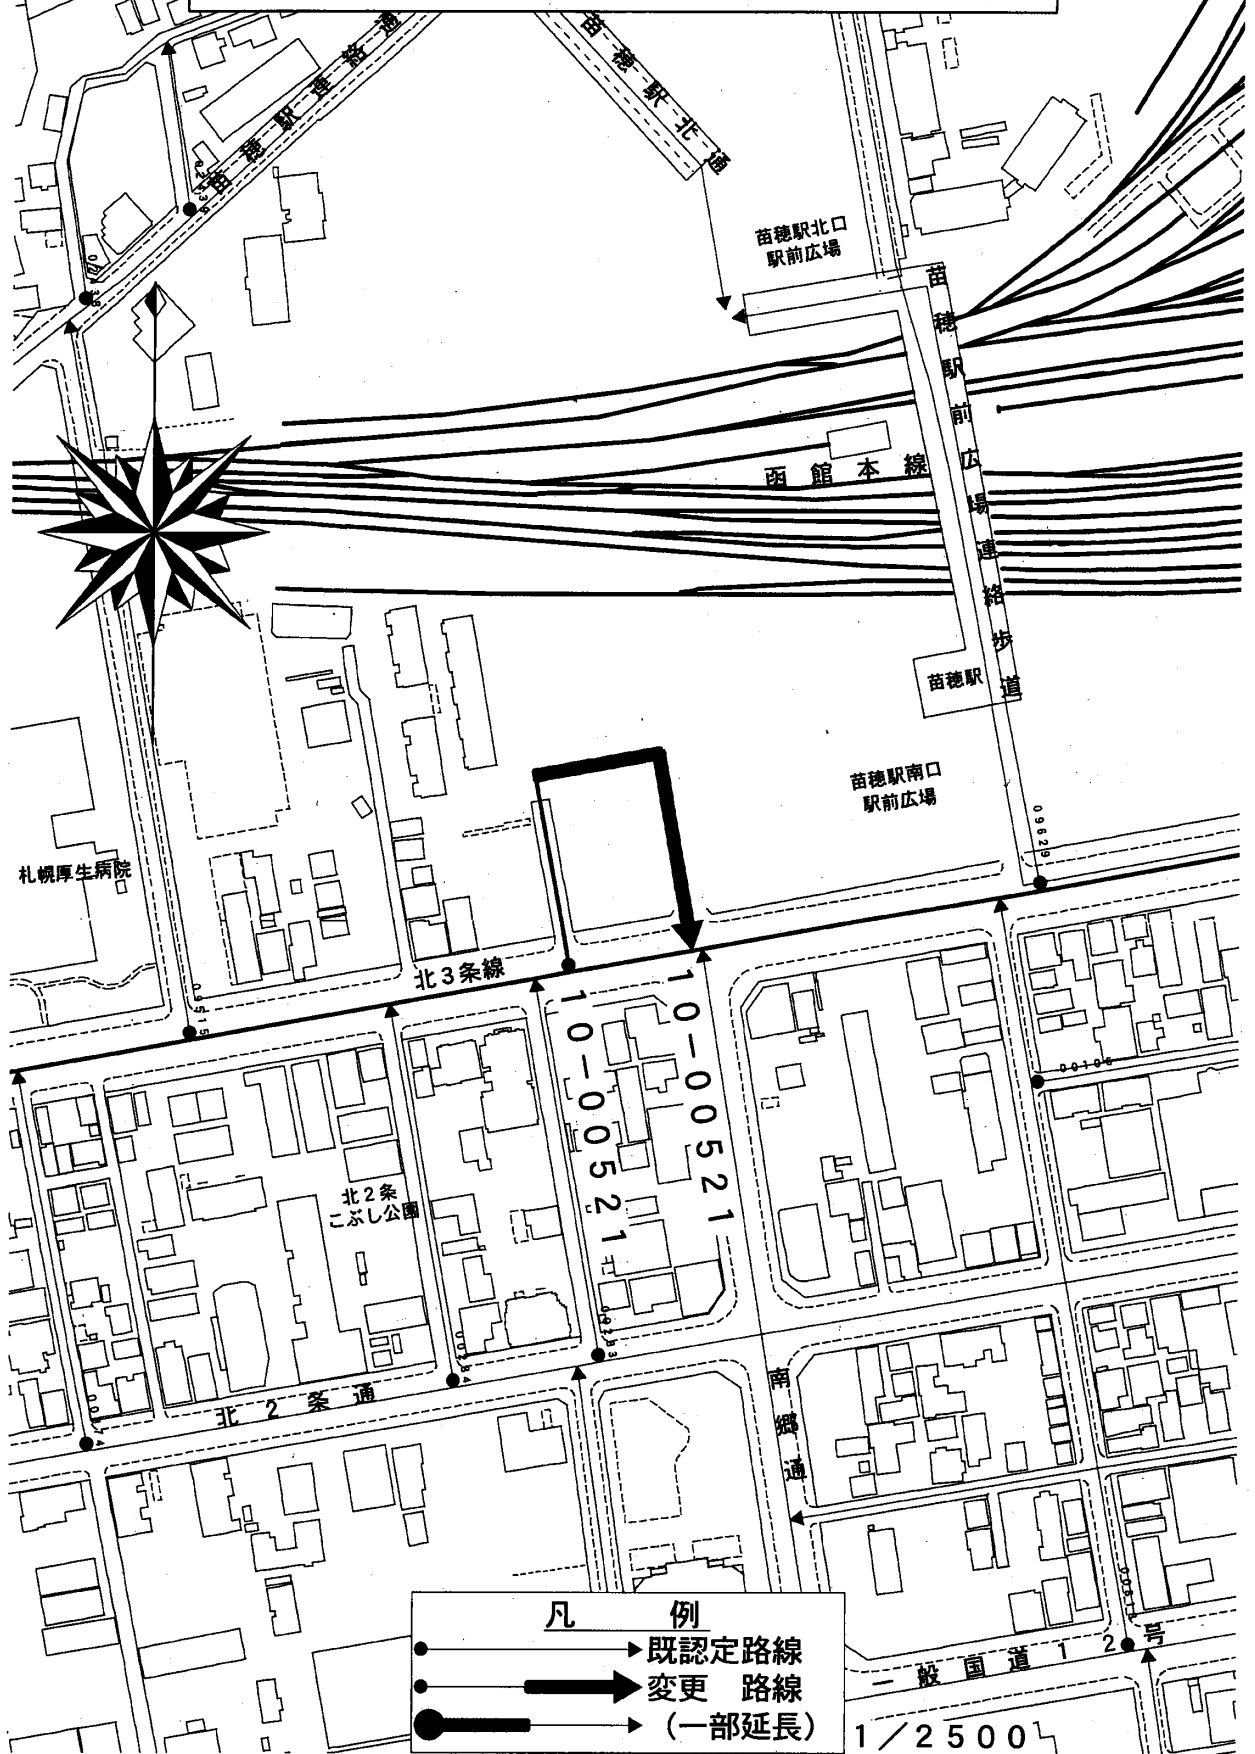 苗穂駅連絡通
苗穂駅北通
苗穂駅北口
駅前広場
苗穂駅前広場連絡歩道
函館本線
苗穂駅
苗穂駅南口
駅前広場
09629
札幌厚生病院
北3条線
09515
10-00521
10-00521
00106
北2条
こぶし公園
北2条通
南郷通
一般国道12号
凡例
既認定路線
変更 路線
(一部延長)
1/2500